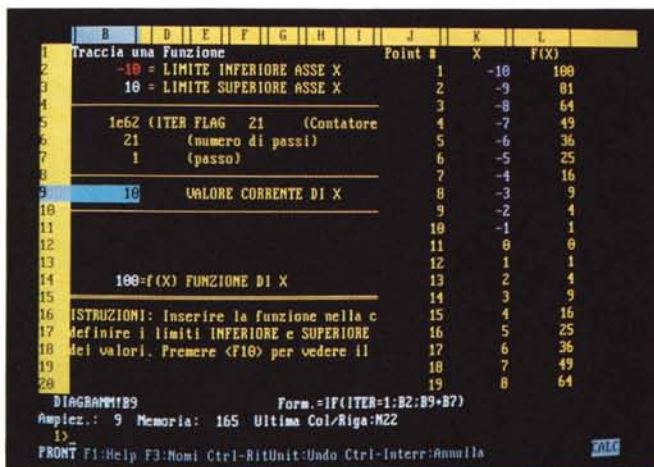 B D E F G H I J K L
1 Traccia una Funzione Point # X F(X)
2 -10 = LIMITE INFERIORE ASSE X 1 -10 100
3 10 = LIMITE SUPERIORE ASSE X 2 -9 81
4 3 -8 64
5 1e62 (ITER FLAG 21 (Contatore 4 -7 49
6 21 (numero di passi) 5 -6 36
7 1 (passo) 6 -5 25
8 7 -4 16
9 10 VALORE CORRENTE DI X 8 -3 9
10 9 -2 4
11 10 -1 1
12 11 0 0
13 12 1 1
14 100=f(X) FUNZIONE DI X 13 2 4
15 14 3 9
16 ISTRUZIONI: Inserire la funzione nella c 15 4 16
17 definire i limiti INFERIORE e SUPERIORE 16 5 25
18 dei valori. Premere <F10> per vedere il 17 6 36
19 18 7 49
20 19 8 64
DIAGRAMM!B9 Form.=IF(ITER=1;B2;B9+B7)
Ampiez.: 9 Memoria: 165 Ultima Col/Riga:N22
1>_
PRONT F1:Help F3:Nomi Ctrl-RitUnit:Undo Ctrl-Interr:Annulla CALC